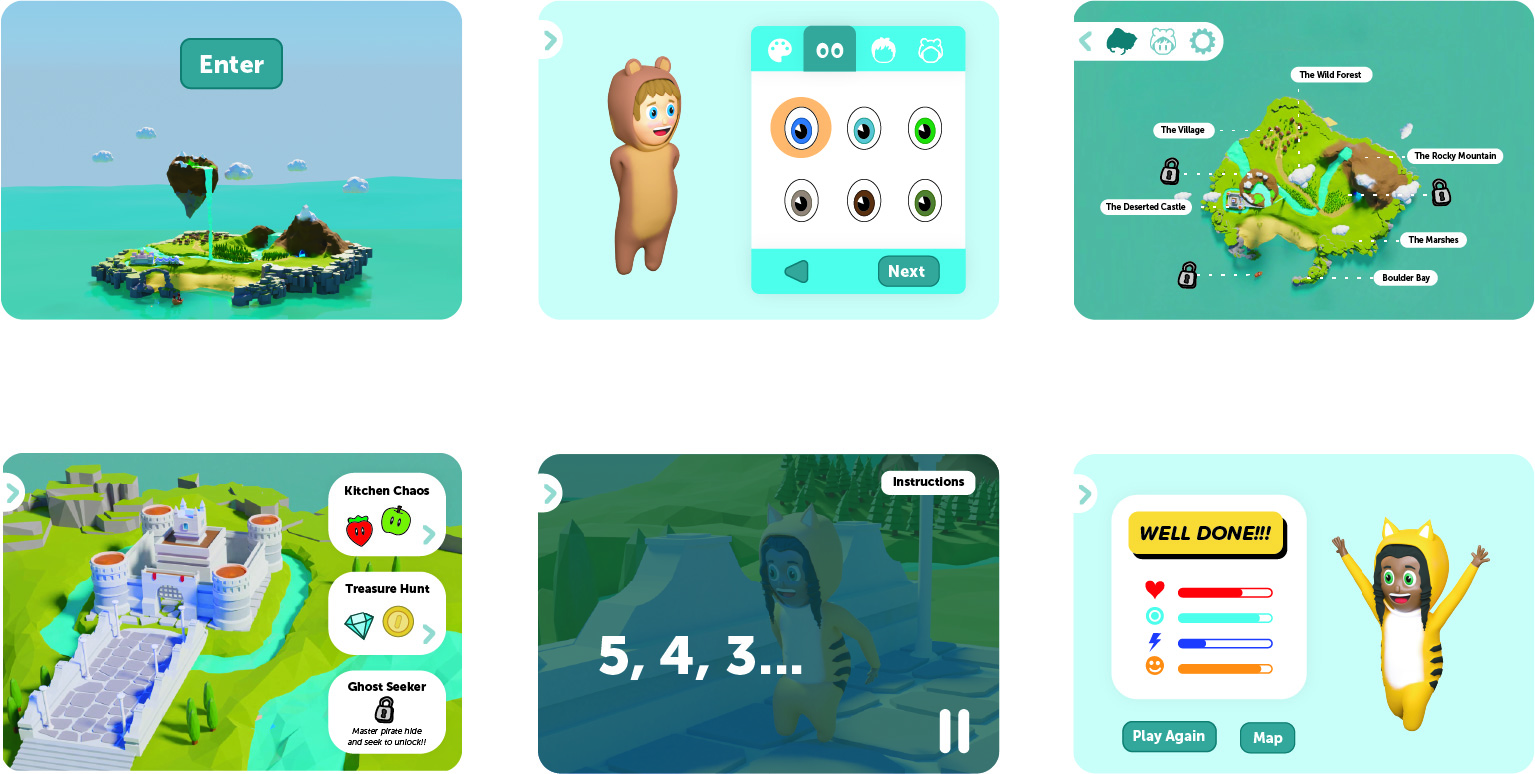 Enter
Next
The Wild Forest
The Village
The Rocky Mountain
The Deserted Castle
The Marshes
Boulder Bay
Kitchen Chaos
Treasure Hunt
Ghost Seeker
Master pirate hide
and seek to unlock!!
Instructions
5, 4, 3...
WELL DONE!!!
Play Again
Map